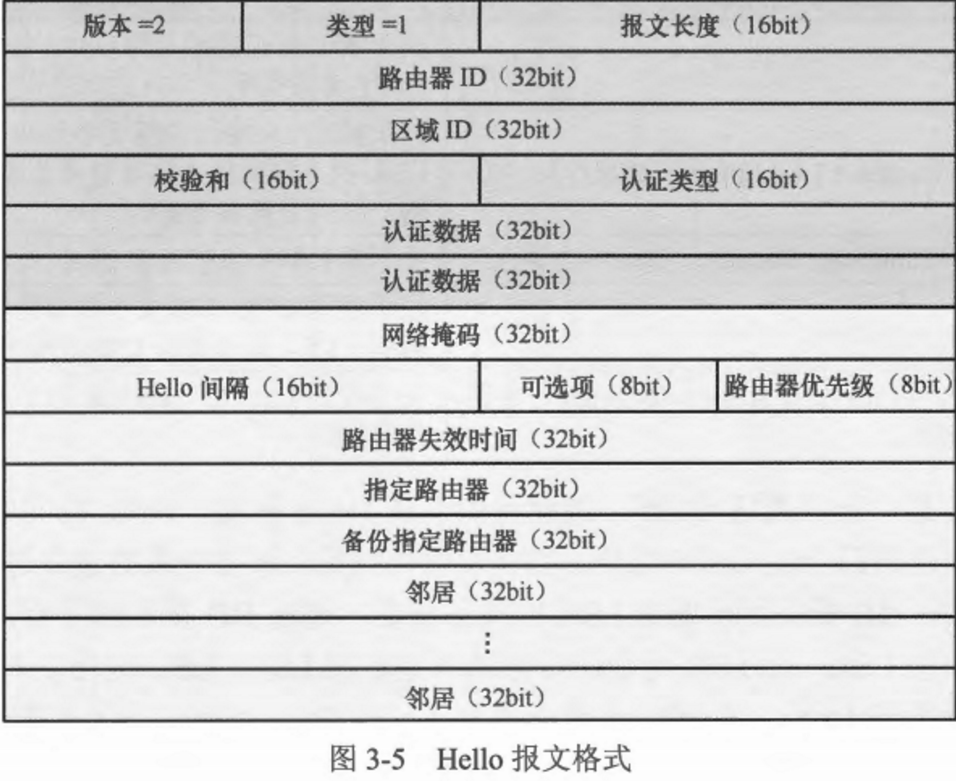 版本 =2 类型 =1 报文长度（16bit）
路由器 ID（32bit）
区域 ID（32bit）
校验和（16bit） 认证类型（16bit）
认证数据（32bit）
认证数据（32bit）
网络掩码（32bit）
Hello 间隔（16bit） 可选项（8bit） 路由器优先级（8bit）
路由器失效时间（32bit）
指定路由器（32bit）
备份指定路由器（32bit）
邻居（32bit）
⋮
邻居（32bit）
图 3-5 Hello 报文格式